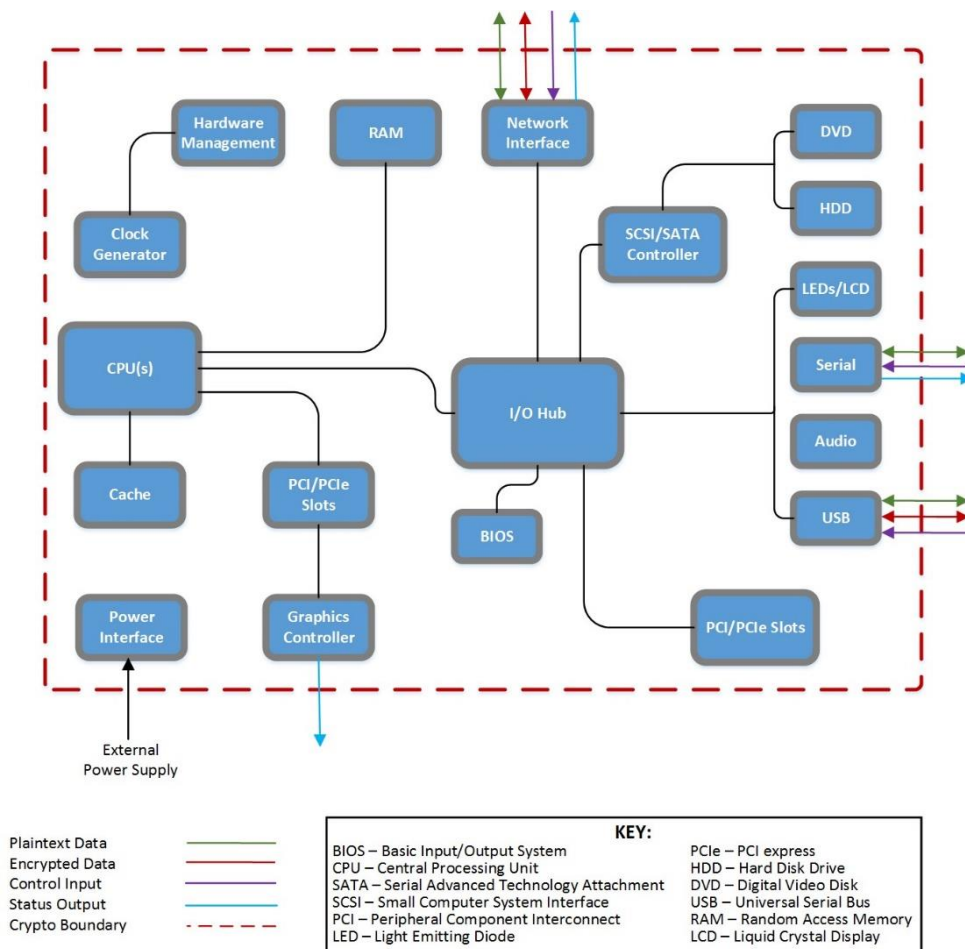 Hardware
Management
RAM
Network
Interface
DVD
HDD
Clock
Generator
SCSI/SATA
Controller
LEDs/LCD
CPU(s)
Serial
I/O Hub
Audio
Cache
PCI/PCIe
Slots
USB
BIOS
Power
Interface
Graphics
Controller
PCI/PCIe Slots
External
Power Supply
Plaintext Data
Encrypted Data
Control Input
Status Output
Crypto Boundary
KEY:
BIOS – Basic Input/Output System
CPU – Central Processing Unit
SATA – Serial Advanced Technology Attachment
SCSI – Small Computer System Interface
PCI – Peripheral Component Interconnect
LED – Light Emitting Diode
PCIe – PCI express
HDD – Hard Disk Drive
DVD – Digital Video Disk
USB – Universal Serial Bus
RAM – Random Access Memory
LCD – Liquid Crystal Display